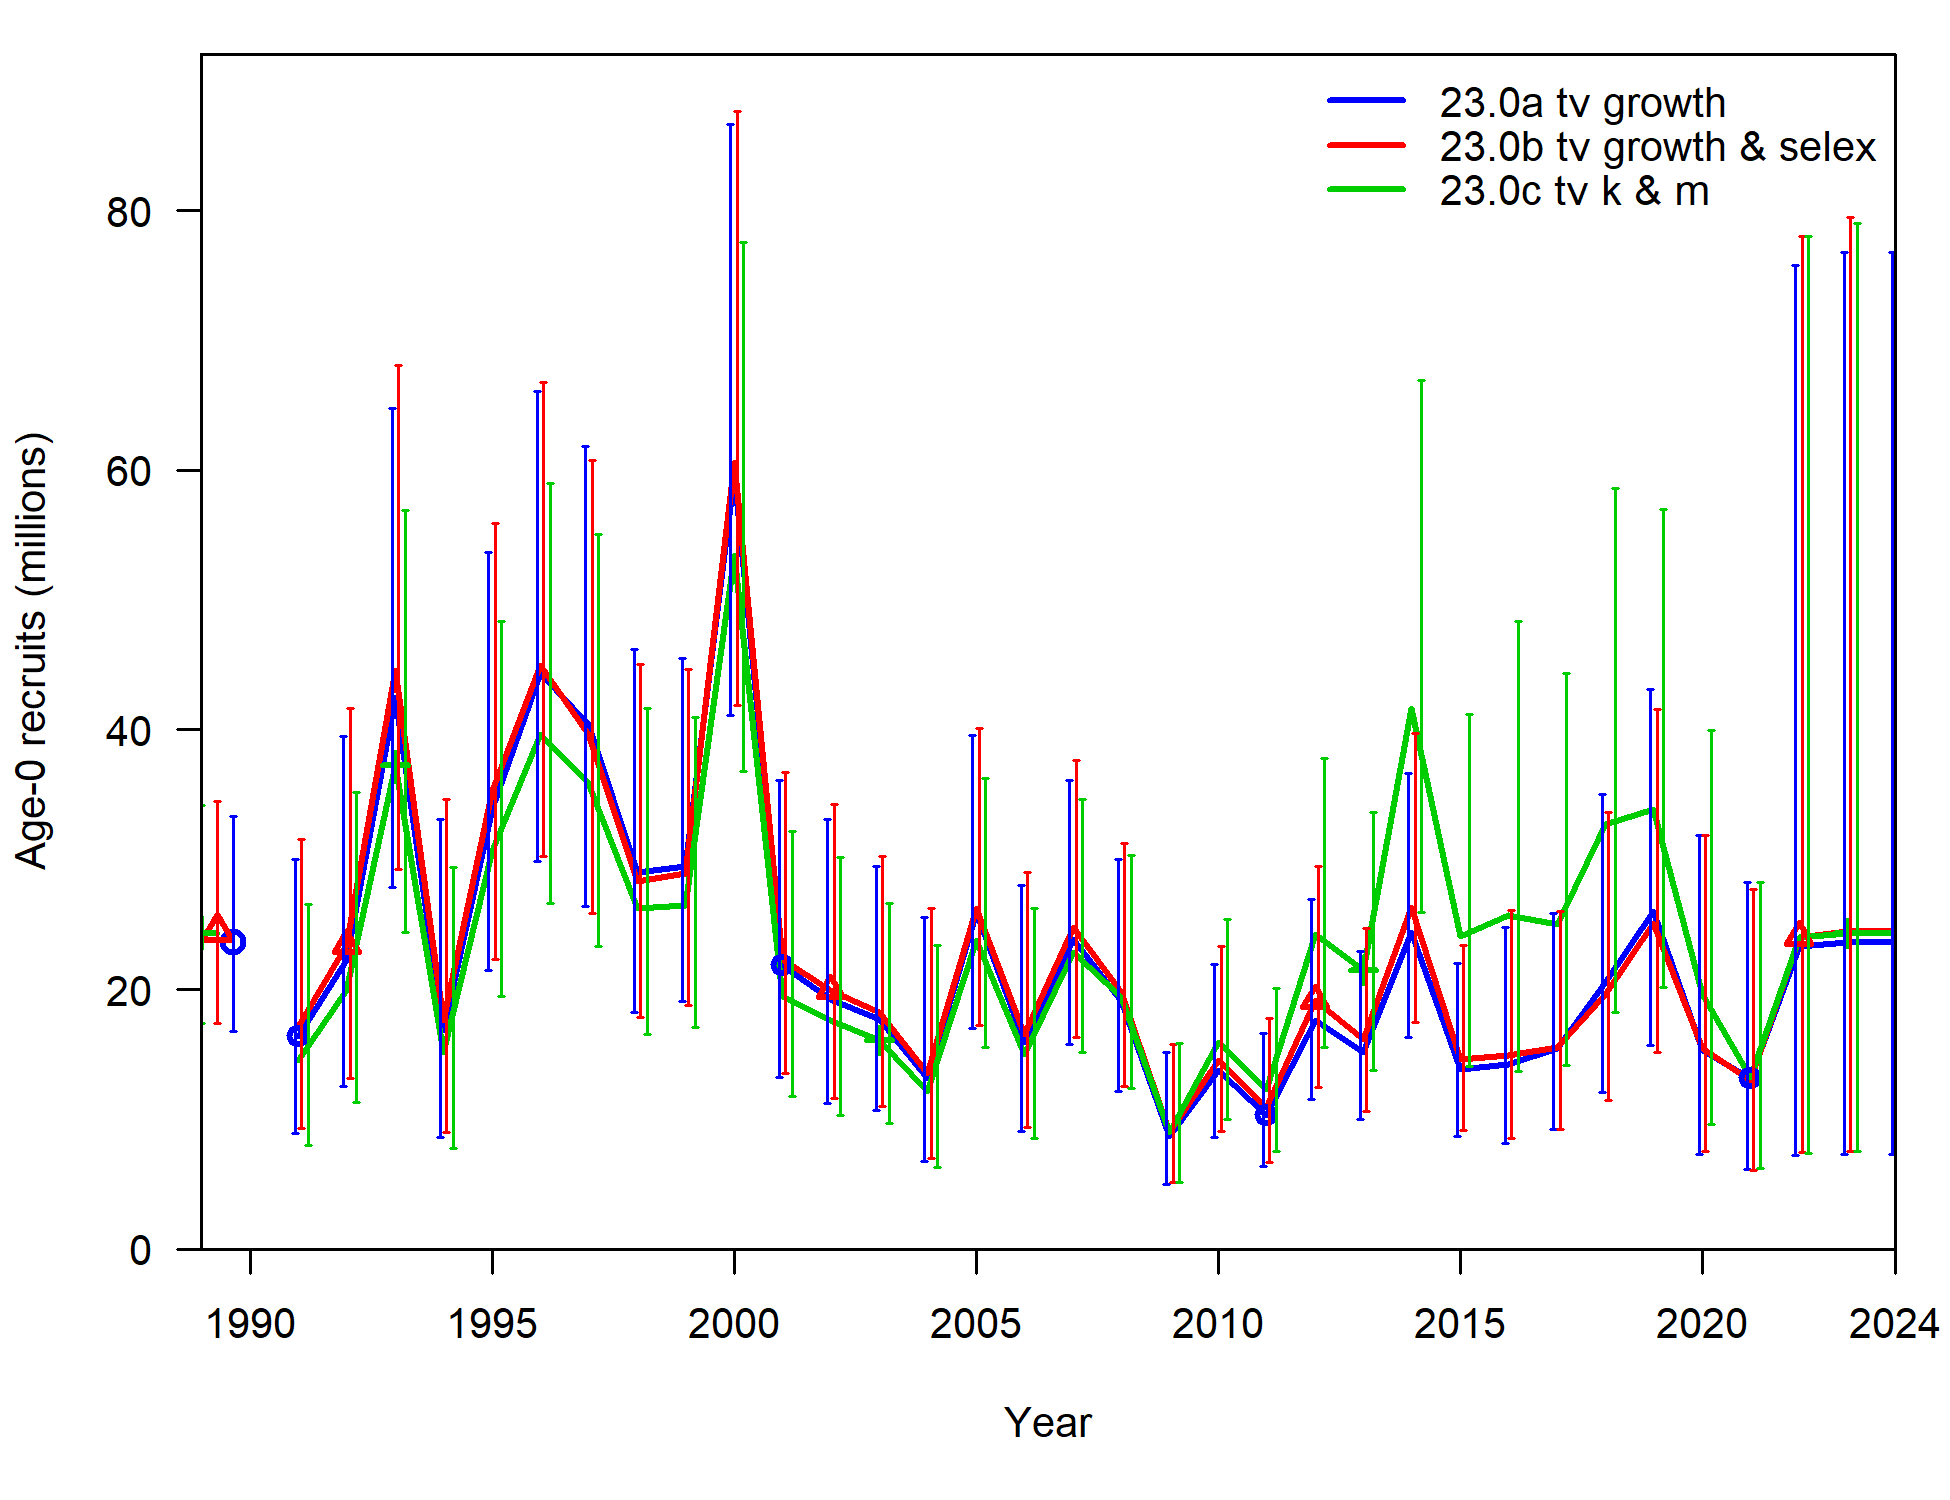 23.0a tv growth
23.0b tv growth & selex
23.0c tv k & m
80
60
40
20
0
Age-0 recruits (millions)
1990 1995 2000 2005 2010 2015 2020 2024
Year